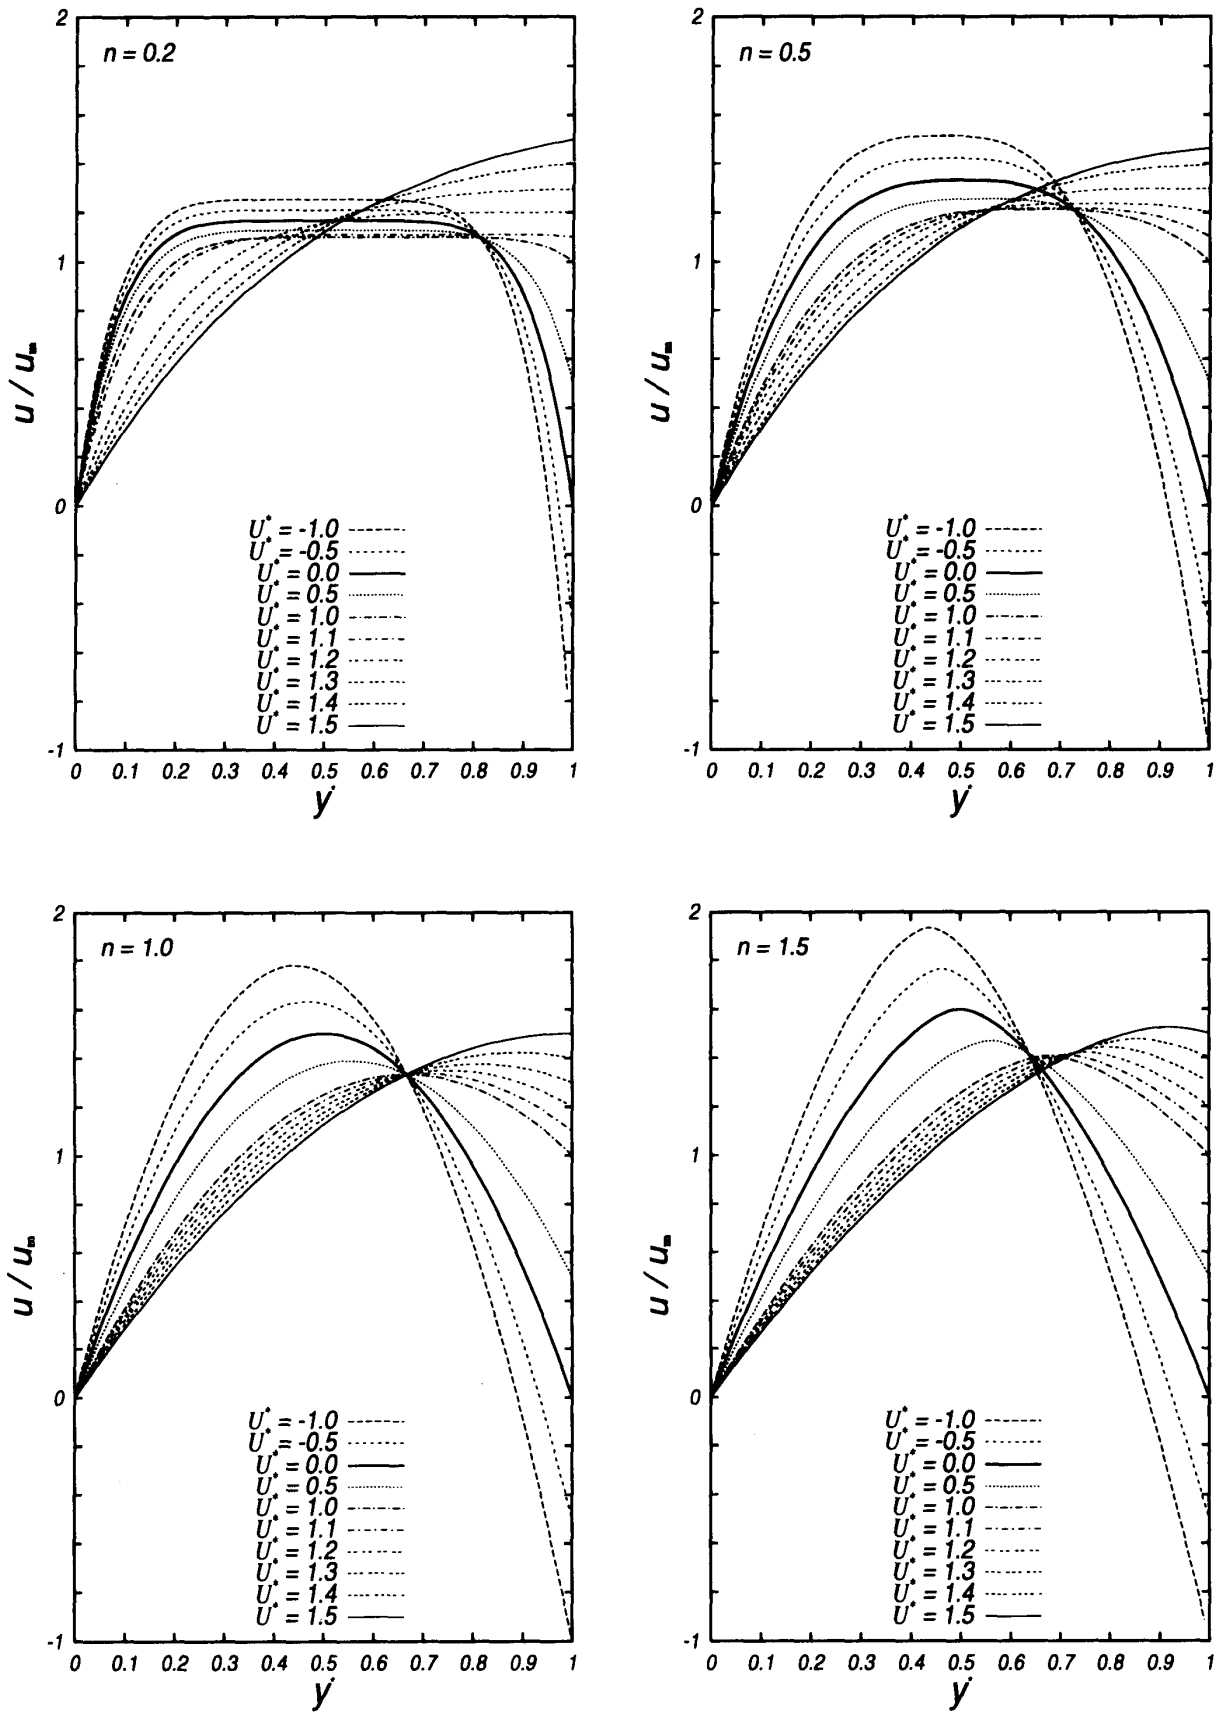 2
n = 0.2
1
0
-1
u / uₘ
U* = -1.0
U* = -0.5
U* = 0.0
U* = 0.5
U* = 1.0
U* = 1.1
U* = 1.2
U* = 1.3
U* = 1.4
U* = 1.5
0 0.1 0.2 0.3 0.4 0.5 0.6 0.7 0.8 0.9 1
y*
2
n = 0.5
1
0
-1
u / uₘ
U* = -1.0
U* = -0.5
U* = 0.0
U* = 0.5
U* = 1.0
U* = 1.1
U* = 1.2
U* = 1.3
U* = 1.4
U* = 1.5
0 0.1 0.2 0.3 0.4 0.5 0.6 0.7 0.8 0.9 1
y*
2
n = 1.0
1
0
-1
u / uₘ
U* = -1.0
U* = -0.5
U* = 0.0
U* = 0.5
U* = 1.0
U* = 1.1
U* = 1.2
U* = 1.3
U* = 1.4
U* = 1.5
0 0.1 0.2 0.3 0.4 0.5 0.6 0.7 0.8 0.9 1
y*
2
n = 1.5
1
0
-1
u / uₘ
U* = -1.0
U* = -0.5
U* = 0.0
U* = 0.5
U* = 1.0
U* = 1.1
U* = 1.2
U* = 1.3
U* = 1.4
U* = 1.5
0 0.1 0.2 0.3 0.4 0.5 0.6 0.7 0.8 0.9 1
y*